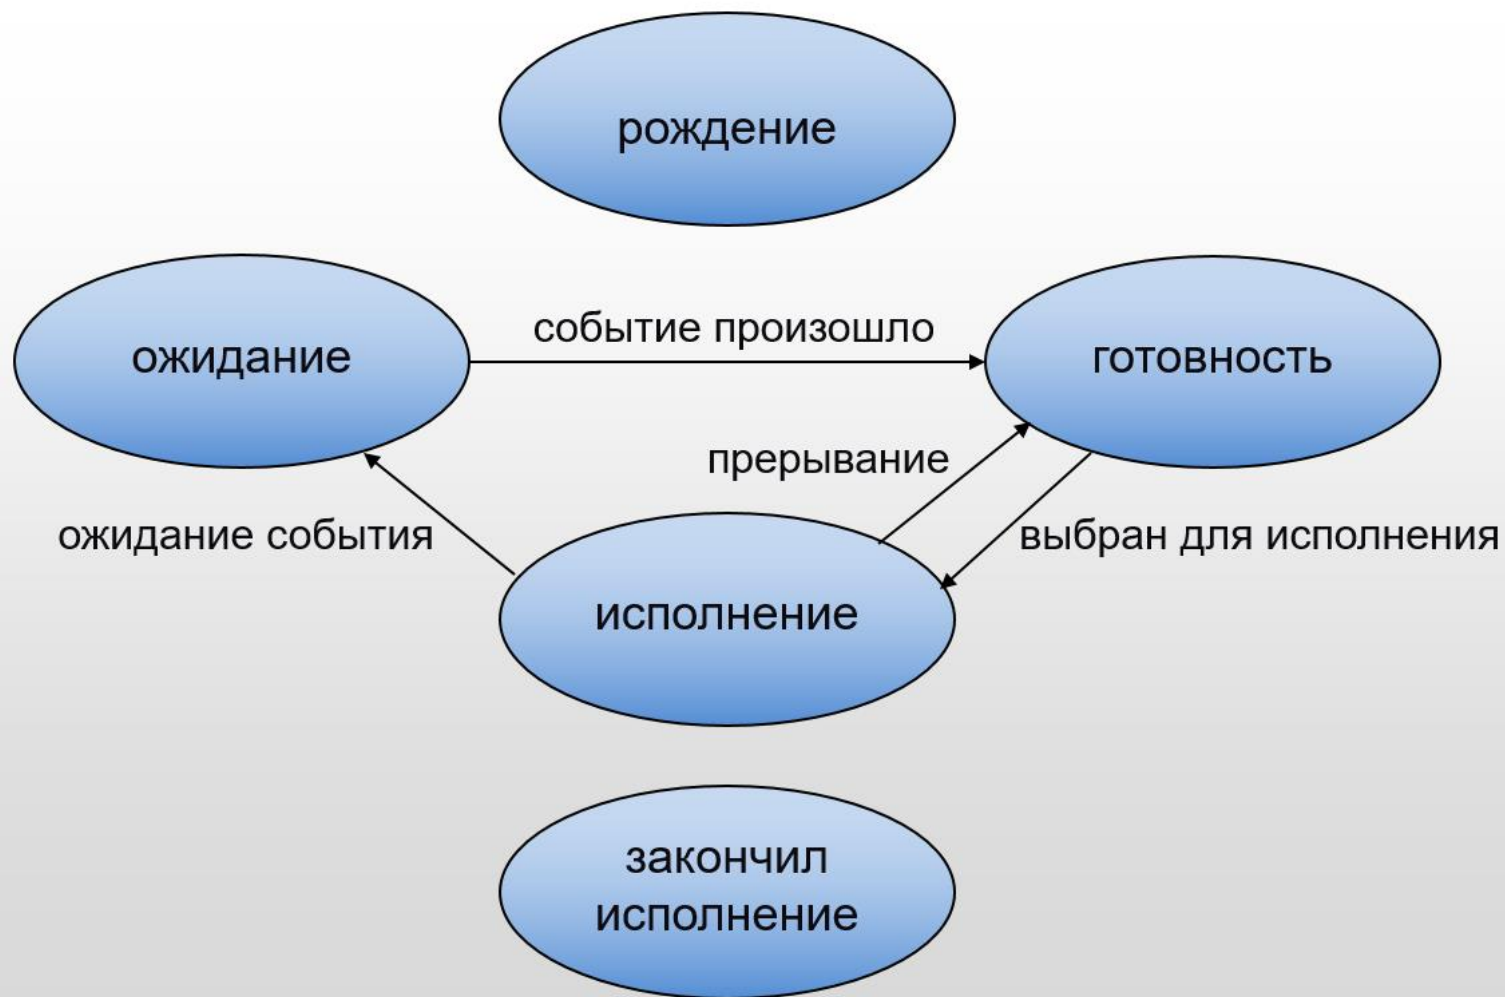 рождение
событие произошло
ожидание
готовность
прерывание
ожидание события
выбран для исполнения
исполнение
закончил
исполнение